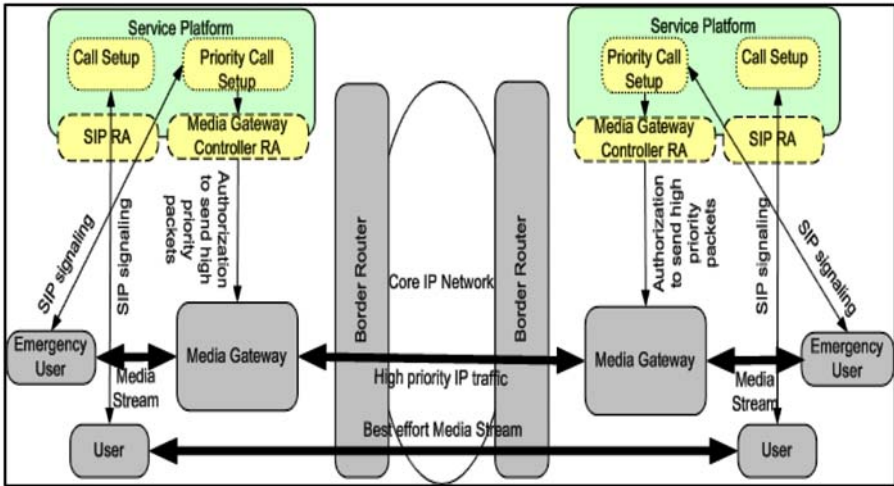 Service Platform
Call Setup
Priority Call
Setup
SIP RA
Media Gateway
Controller RA
SIP signaling
SIP signaling
Authorization
to send high
priority
packets
Emergency
User
Media
Stream
Media Gateway
User
Border Router
Core IP Network
High priority IP traffic
Best effort Media Stream
Border Router
Service Platform
Priority Call
Setup
Call Setup
Media Gateway
Controller RA
SIP RA
Authorization
to send high
priority
packets
SIP signaling
SIP signaling
Media Gateway
Media
Stream
Emergency
User
User